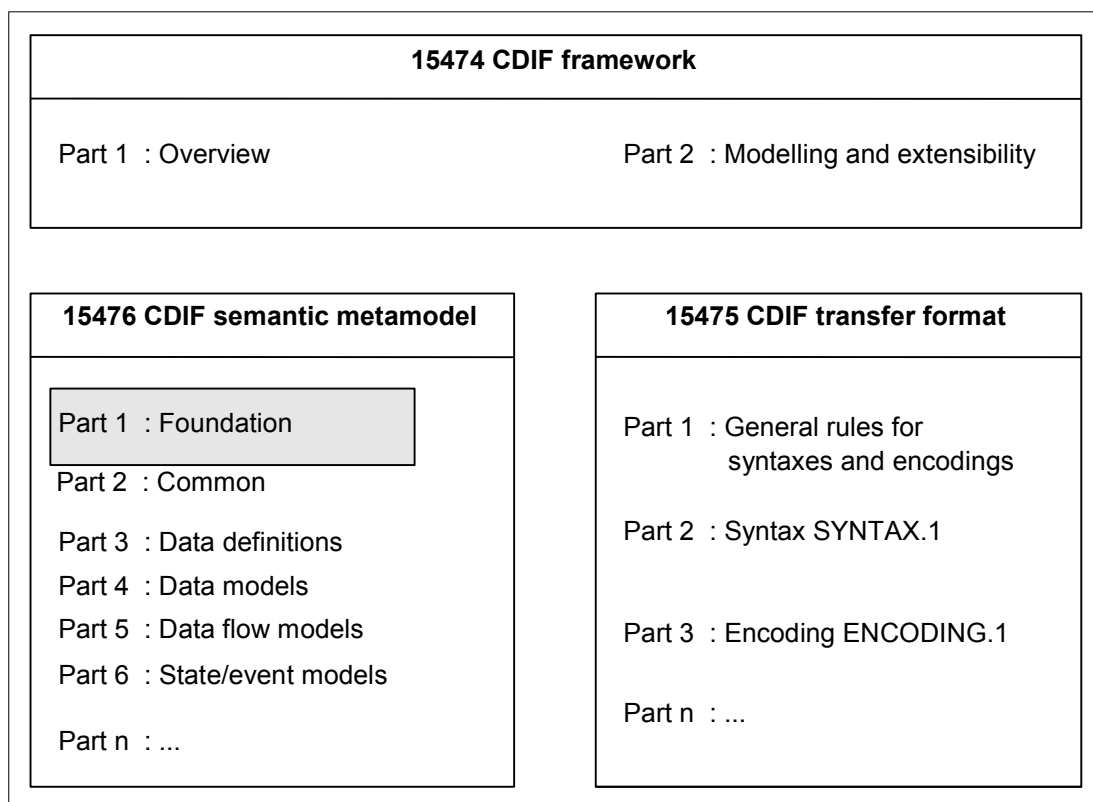 15474 CDIF framework
Part 1 : Overview
Part 2 : Modelling and extensibility
15476 CDIF semantic metamodel
Part 1 : Foundation
Part 2 : Common
Part 3 : Data definitions
Part 4 : Data models
Part 5 : Data flow models
Part 6 : State/event models
Part n : ...
15475 CDIF transfer format
Part 1 : General rules for
syntaxes and encodings
Part 2 : Syntax SYNTAX.1
Part 3 : Encoding ENCODING.1
Part n : ...